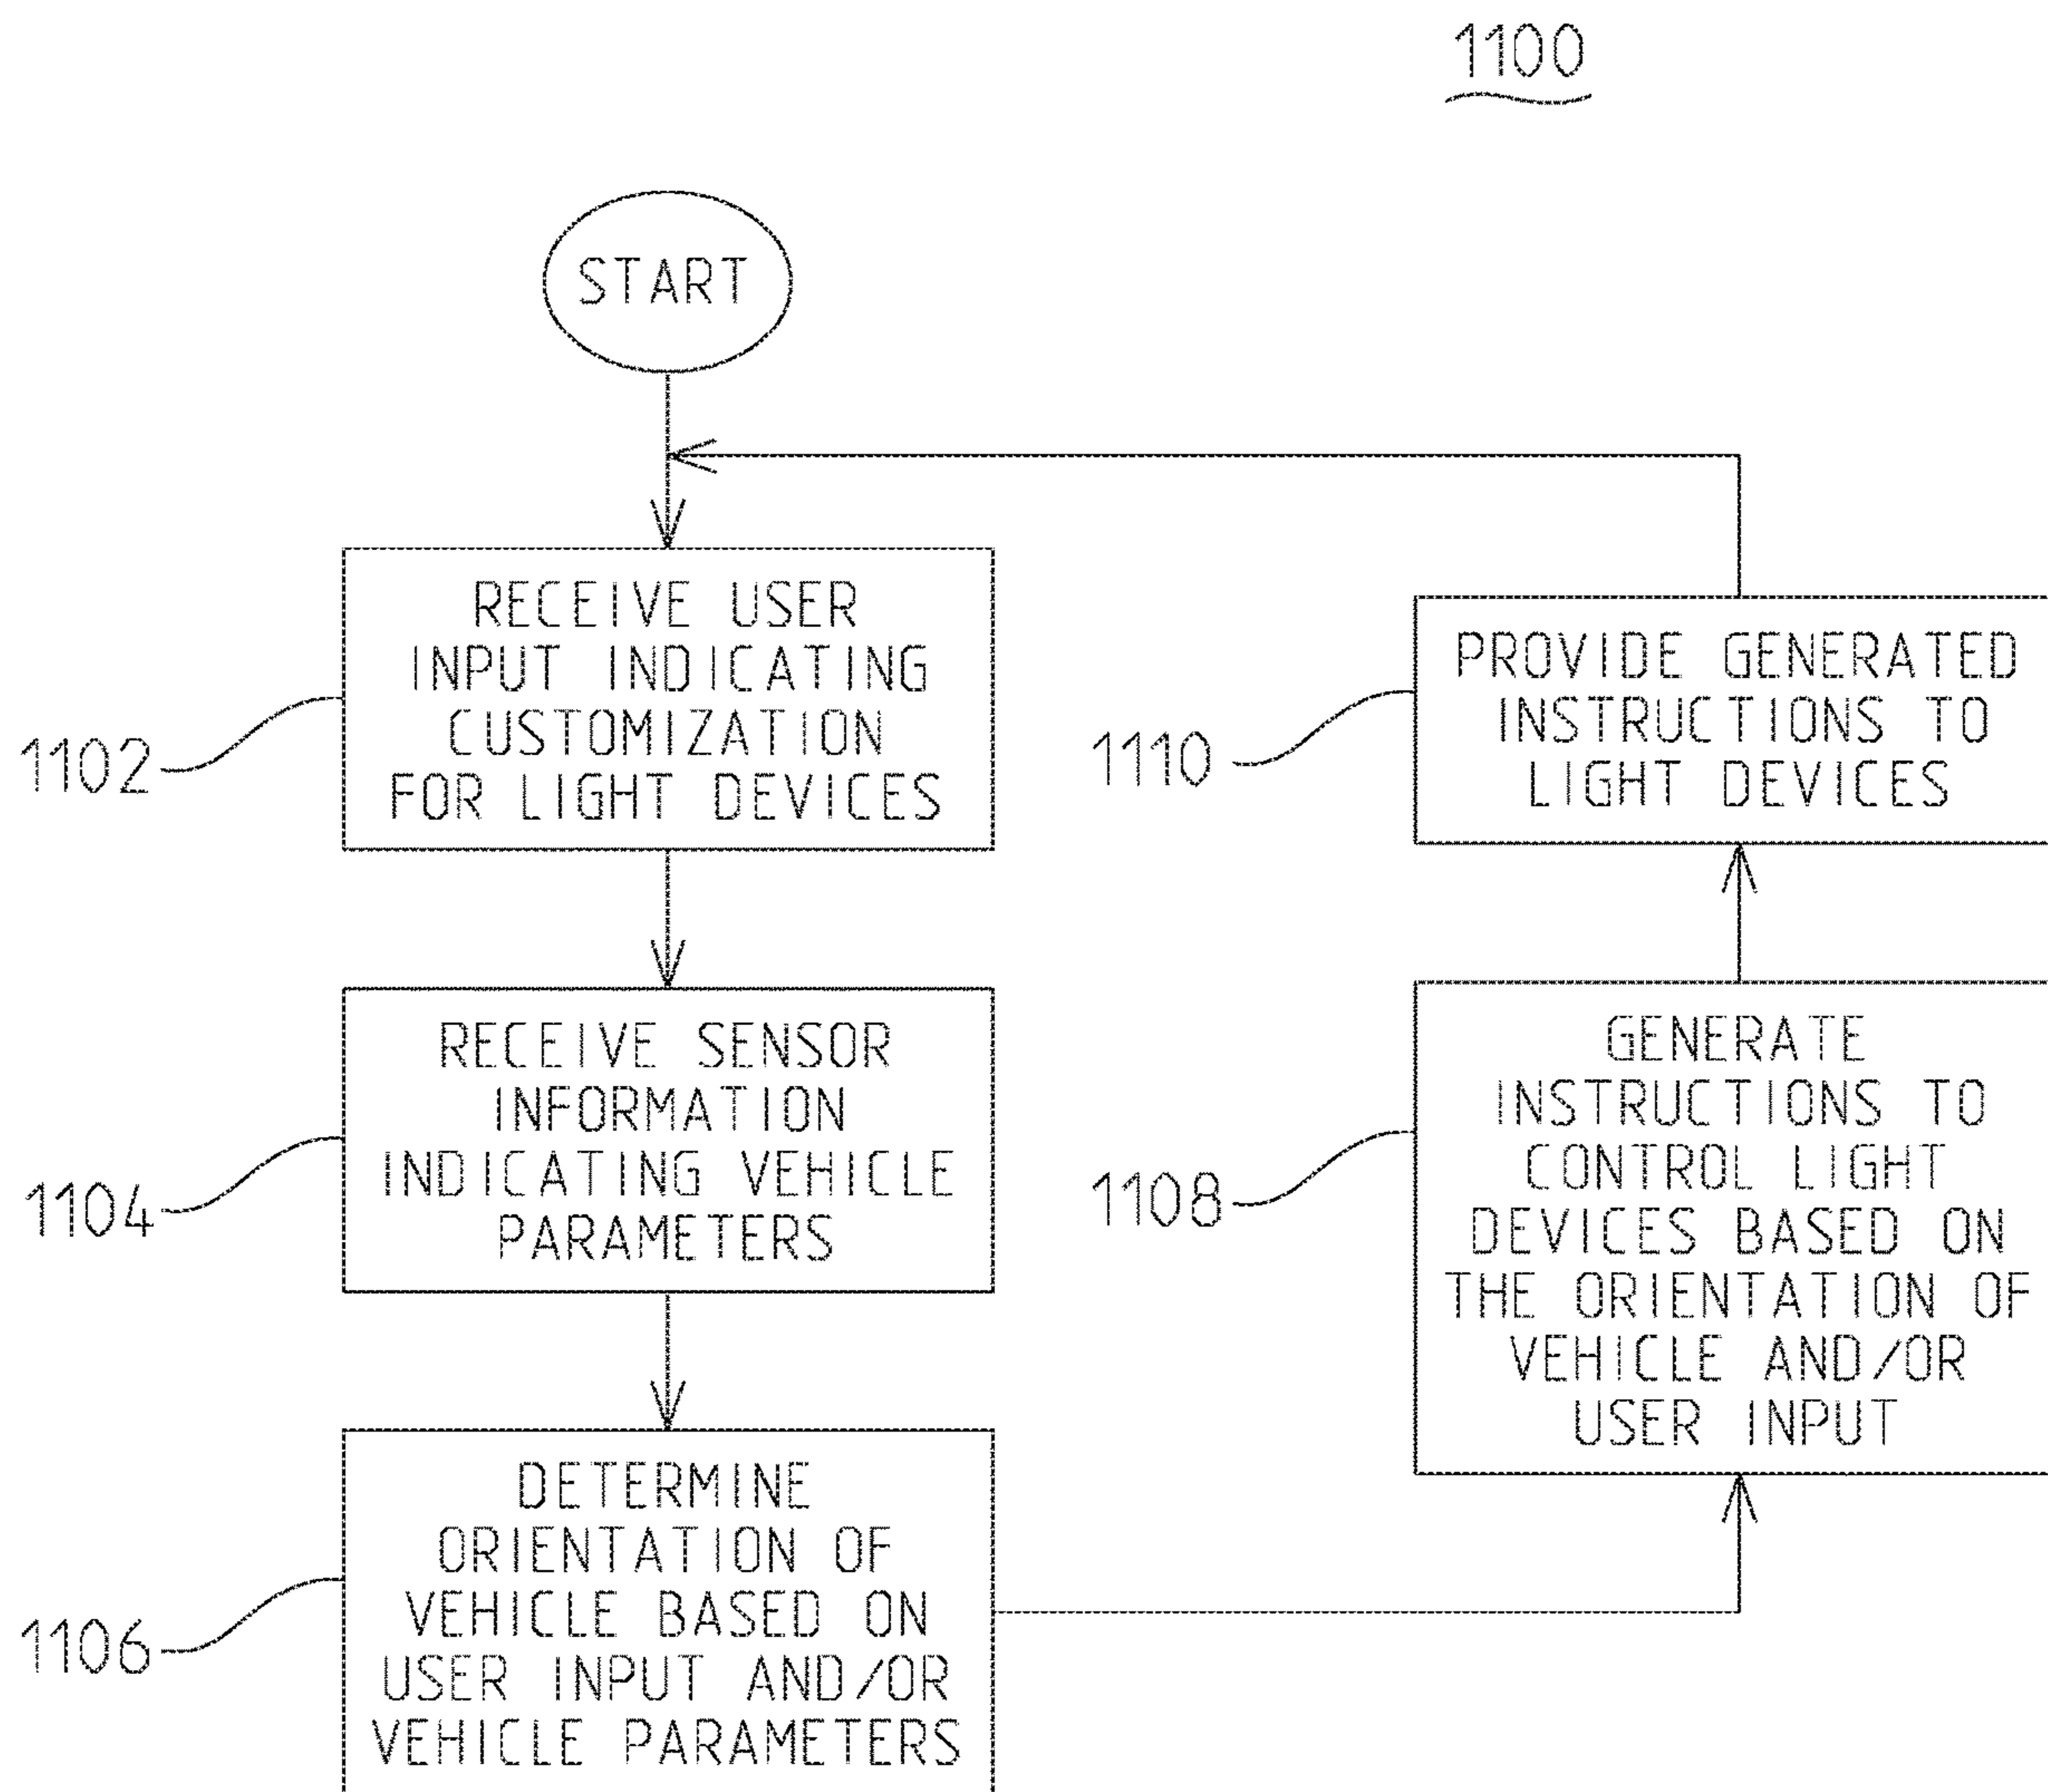 1100
START
RECEIVE USER
INPUT INDICATING
CUSTOMIZATION
FOR LIGHT DEVICES
1102
RECEIVE SENSOR
INFORMATION
INDICATING VEHICLE
PARAMETERS
1104
DETERMINE
ORIENTATION OF
VEHICLE BASED ON
USER INPUT AND/OR
VEHICLE PARAMETERS
1106
GENERATE
INSTRUCTIONS TO
CONTROL LIGHT
DEVICES BASED ON
THE ORIENTATION OF
VEHICLE AND/OR
USER INPUT
1108
PROVIDE GENERATED
INSTRUCTIONS TO
LIGHT DEVICES
1110